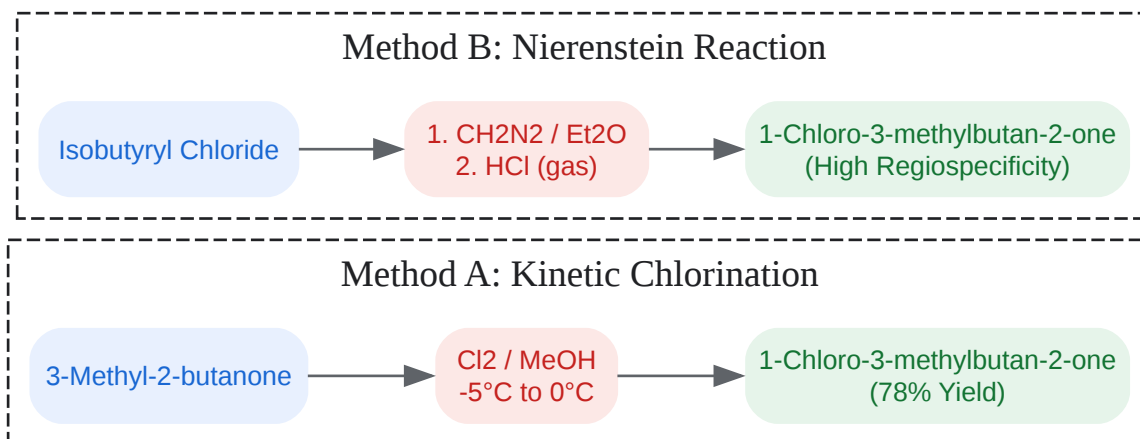 Method B: Nierenstein Reaction
Isobutyryl Chloride
1. CH2N2 / Et2O
2. HCl (gas)
1-Chloro-3-methylbutan-2-one
(High Regiospecificity)
Method A: Kinetic Chlorination
3-Methyl-2-butanone
Cl2 / MeOH
-5°C to 0°C
1-Chloro-3-methylbutan-2-one
(78% Yield)